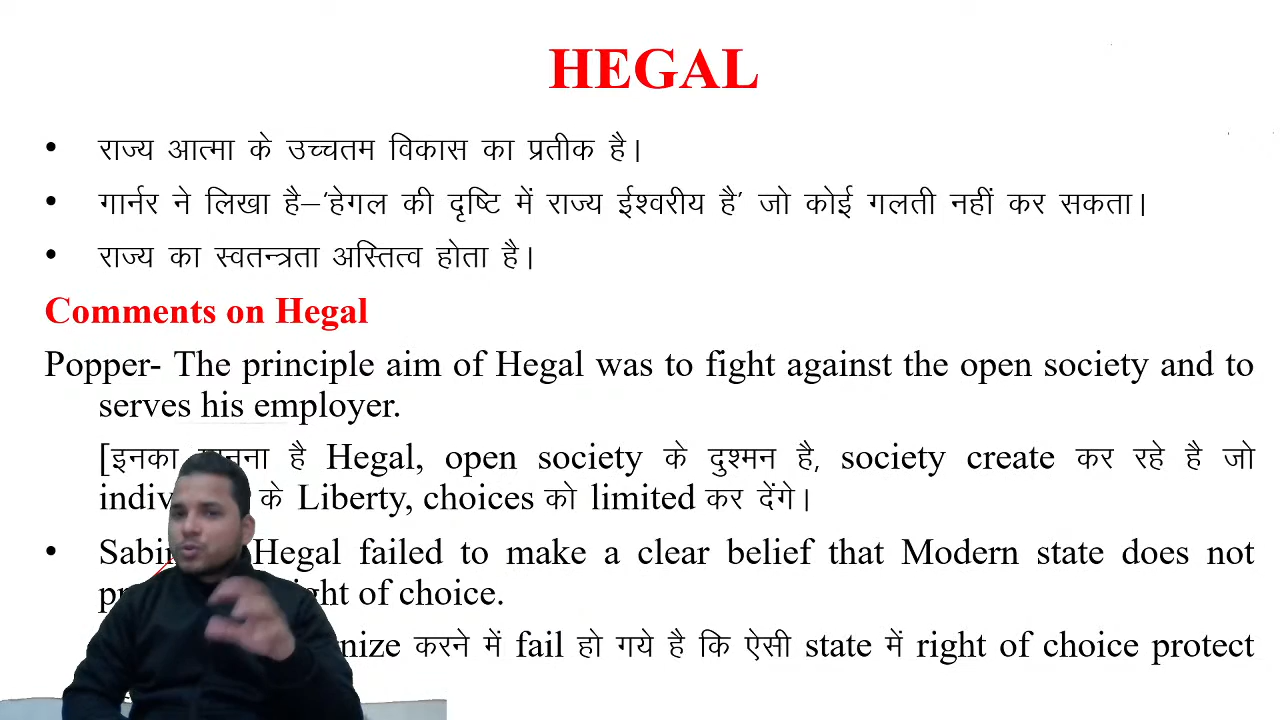 HEGAL
• राज्य आत्मा के उच्चतम विकास का प्रतीक है।
• गार्नर ने लिखा है–'हेगल की दृष्टि में राज्य ईश्वरीय है' जो कोई गलती नहीं कर सकता।
• राज्य का स्वतन्त्रता अस्तित्व होता है।
Comments on Hegal
Popper- The principle aim of Hegal was to fight against the open society and to
serves his employer.
[इनका है Hegal, open society के दुश्मन है, society create कर रहे है जो
के Liberty, choices को limited कर देंगे।
• Hegal failed to make a clear belief that Modern state does not
of choice.
करने में fail हो गये है कि ऐसी state में right of choice protect